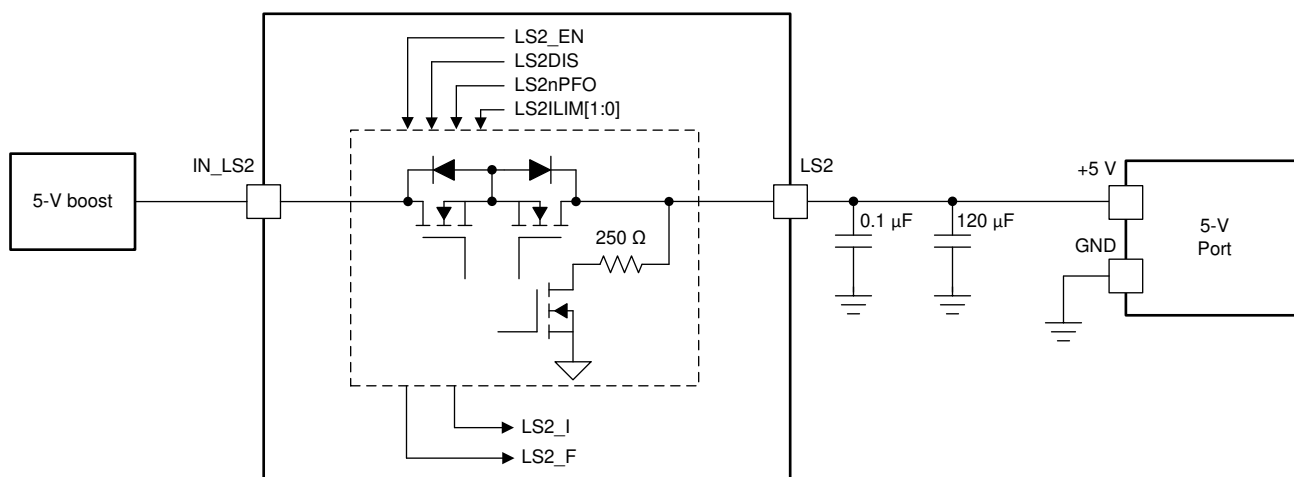 LS2_EN
LS2DIS
LS2nPFO
LS2ILIM[1:0]
IN_LS2
LS2
+5 V
5-V boost
0.1 µF
120 µF
5-V
Port
250 Ω
GND
LS2_I
LS2_F